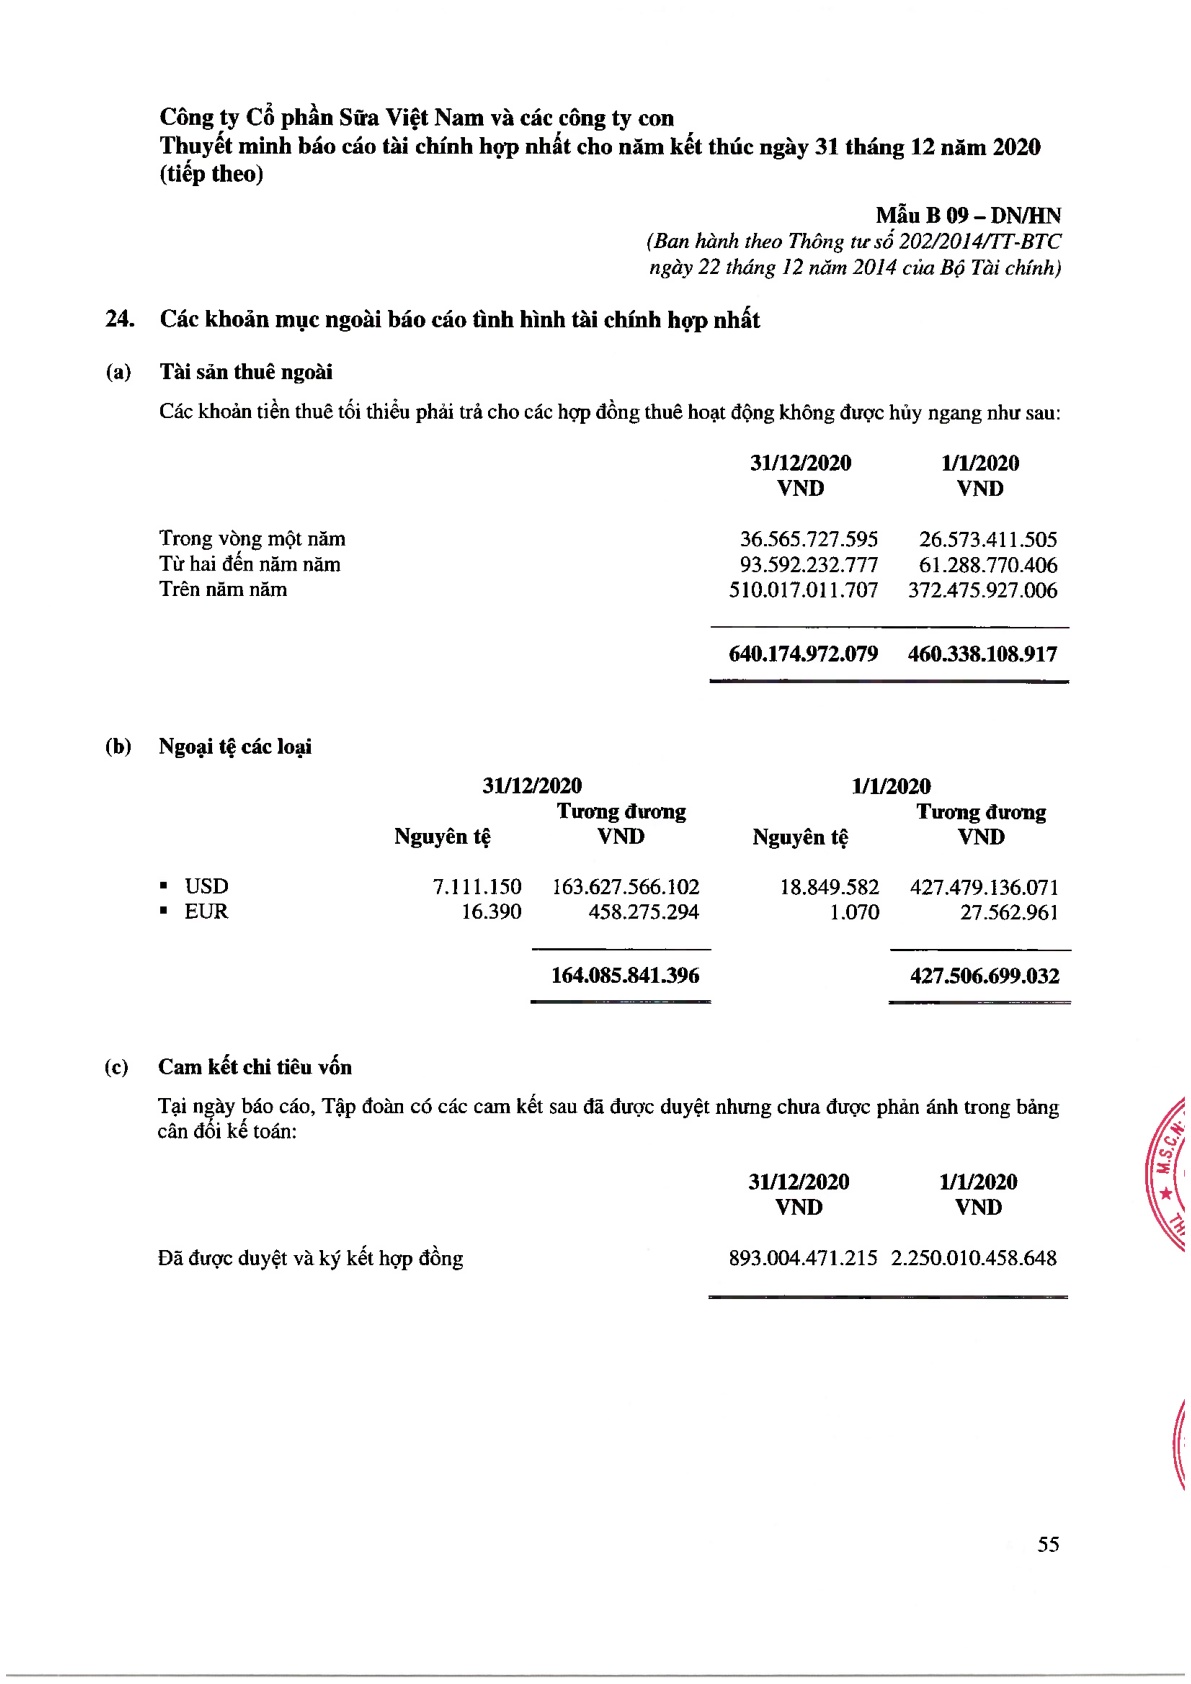 Công ty Cổ phần Sữa Việt Nam và các công ty con
Thuyết minh báo cáo tài chính hợp nhất cho năm kết thúc ngày 31 tháng 12 năm 2020
(tiếp theo)
Mẫu B 09 – DN/HN
(Ban hành theo Thông tư số 202/2014/TT-BTC
ngày 22 tháng 12 năm 2014 của Bộ Tài chính)
24. Các khoản mục ngoài báo cáo tình hình tài chính hợp nhất
(a) Tài sản thuê ngoài
Các khoản tiền thuê tối thiểu phải trả cho các hợp đồng thuê hoạt động không được hủy ngang như sau:
31/12/2020 1/1/2020
VND VND
Trong vòng một năm 36.565.727.595 26.573.411.505
Từ hai đến năm năm 93.592.232.777 61.288.770.406
Trên năm năm 510.017.011.707 372.475.927.006
640.174.972.079 460.338.108.917
(b) Ngoại tệ các loại
31/12/2020 1/1/2020
Tương đương Tương đương
Nguyên tệ VND Nguyên tệ VND
▪ USD 7.111.150 163.627.566.102 18.849.582 427.479.136.071
▪ EUR 16.390 458.275.294 1.070 27.562.961
164.085.841.396 427.506.699.032
(c) Cam kết chi tiêu vốn
Tại ngày báo cáo, Tập đoàn có các cam kết sau đã được duyệt nhưng chưa được phản ánh trong bảng
cân đối kế toán:
31/12/2020 1/1/2020
VND VND
Đã được duyệt và ký kết hợp đồng 893.004.471.215 2.250.010.458.648
M.S.C.N:
55